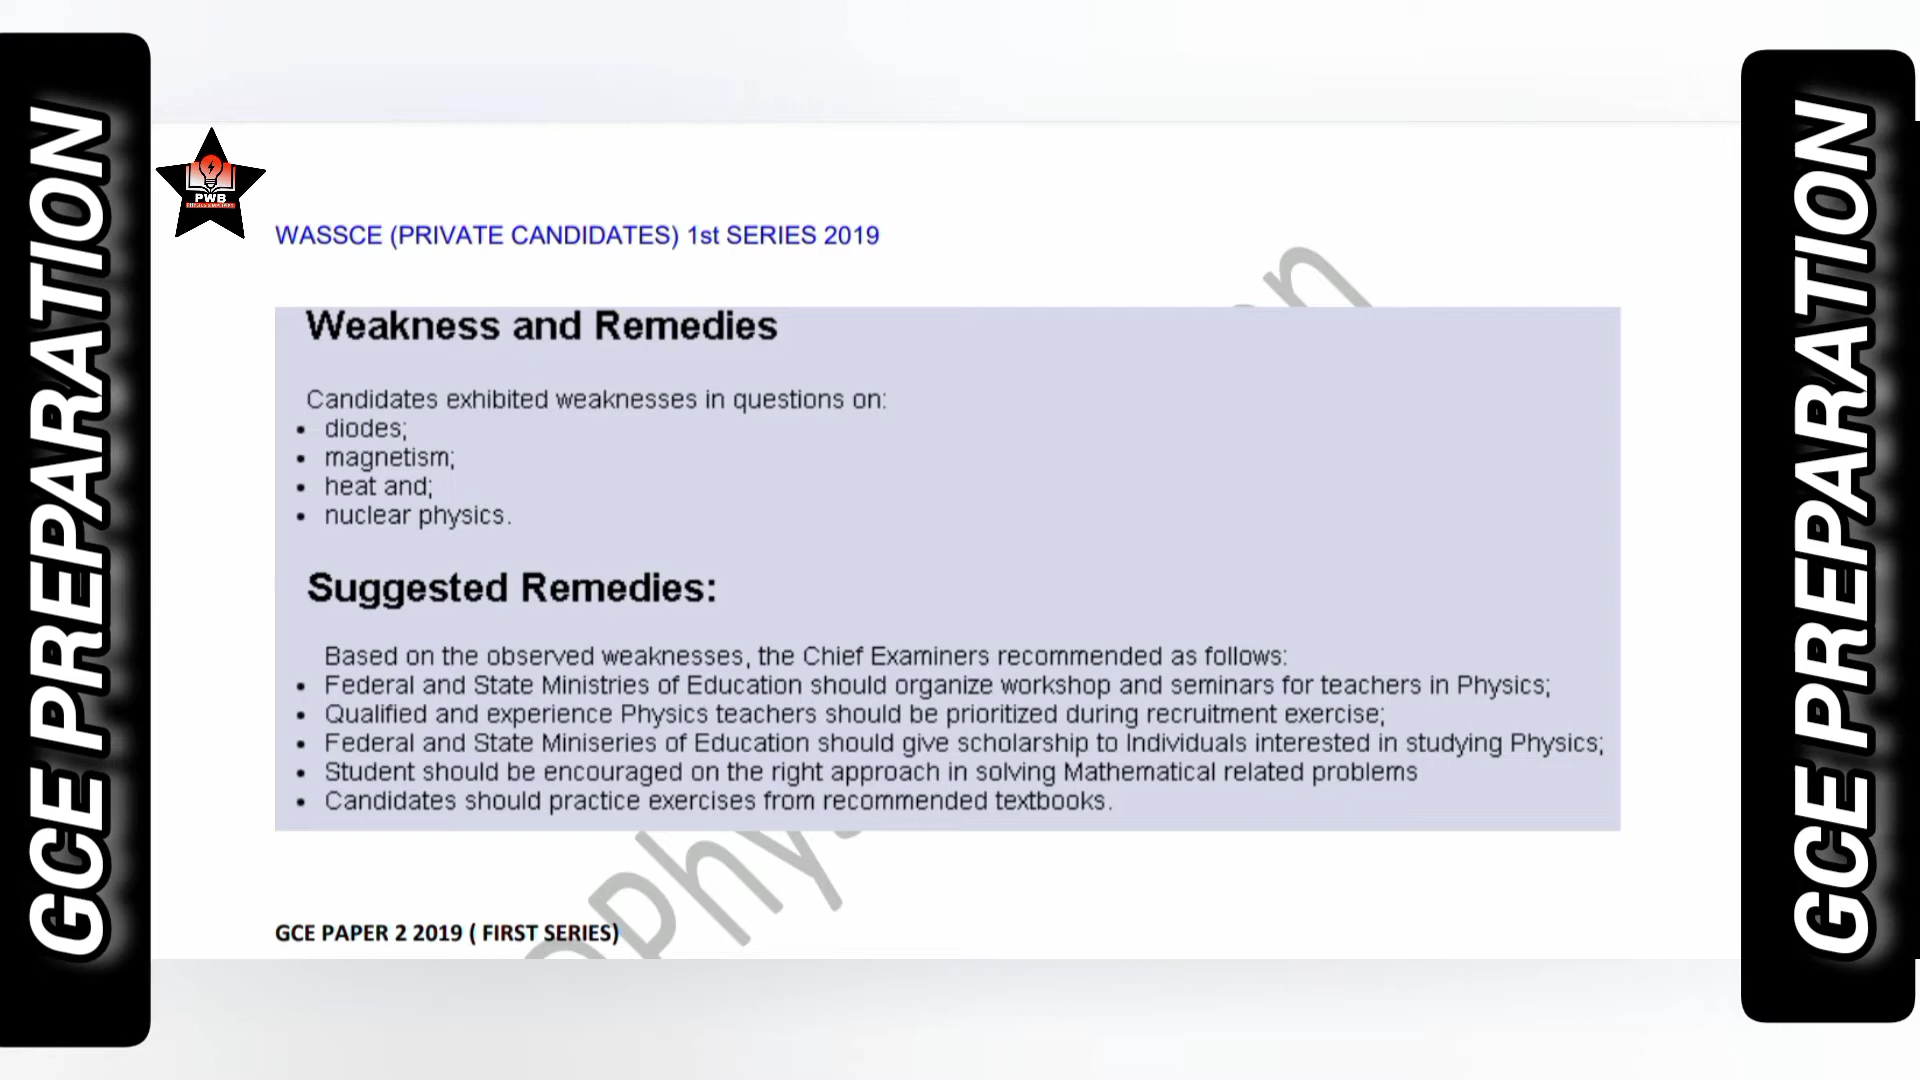 GCE PREPARATION
PWB
WASSCE (PRIVATE CANDIDATES) 1st SERIES 2019
Weakness and Remedies
Candidates exhibited weaknesses in questions on:
• diodes;
• magnetism;
• heat and;
• nuclear physics.
Suggested Remedies:
Based on the observed weaknesses, the Chief Examiners recommended as follows:
• Federal and State Ministries of Education should organize workshop and seminars for teachers in Physics;
• Qualified and experience Physics teachers should be prioritized during recruitment exercise;
• Federal and State Miniseries of Education should give scholarship to Individuals interested in studying Physics;
• Student should be encouraged on the right approach in solving Mathematical related problems
• Candidates should practice exercises from recommended textbooks.
GCE PAPER 2 2019 ( FIRST SERIES)
GCE PREPARATION